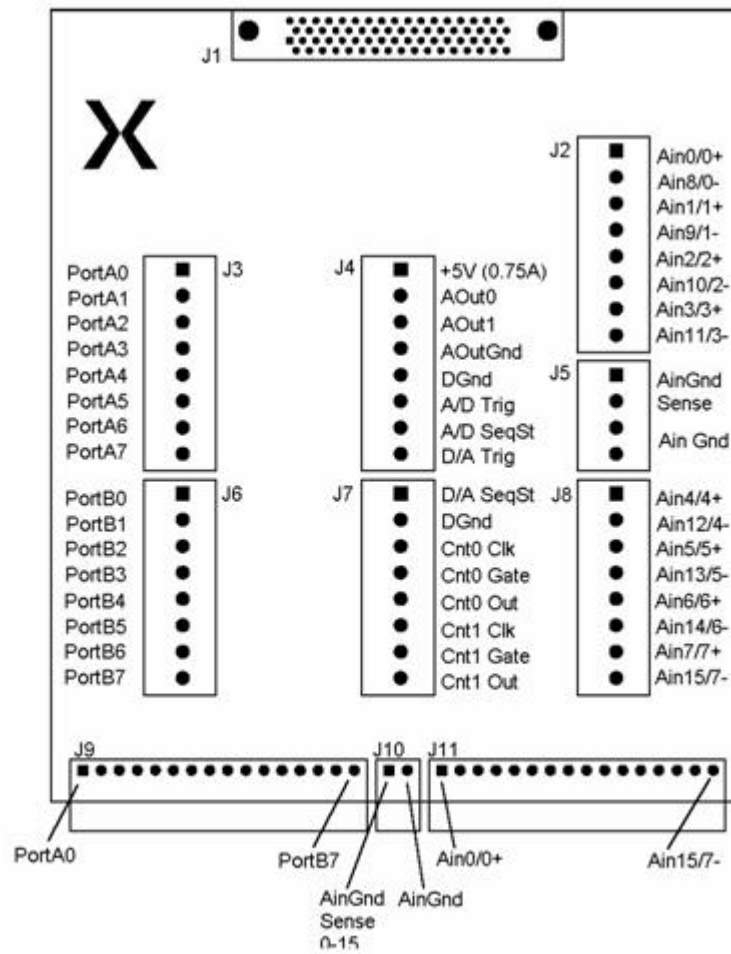 J1
J2
Ain0/0+
Ain8/0-
Ain1/1+
Ain9/1-
Ain2/2+
Ain10/2-
Ain3/3+
Ain11/3-
PortA0
PortA1
PortA2
PortA3
PortA4
PortA5
PortA6
PortA7
J3
J4
+5V (0.75A)
AOut0
AOut1
AOutGnd
DGnd
A/D Trig
A/D SeqSt
D/A Trig
J5
AinGnd
Sense
Ain Gnd
PortB0
PortB1
PortB2
PortB3
PortB4
PortB5
PortB6
PortB7
J6
J7
D/A SeqSt
DGnd
Cnt0 Clk
Cnt0 Gate
Cnt0 Out
Cnt1 Clk
Cnt1 Gate
Cnt1 Out
J8
Ain4/4+
Ain12/4-
Ain5/5+
Ain13/5-
Ain6/6+
Ain14/6-
Ain7/7+
Ain15/7-
J9
J10
J11
PortA0
PortB7
AinGnd
Sense
0-15
AinGnd
Ain0/0+
Ain15/7-